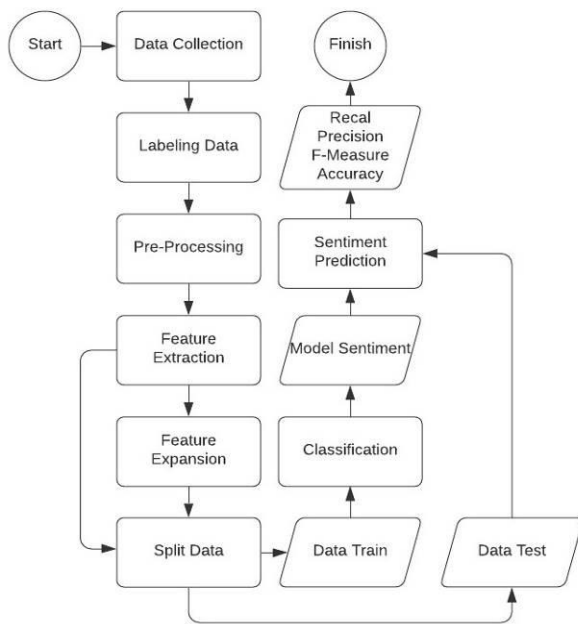 Start
Data Collection
Labeling Data
Pre-Processing
Feature
Extraction
Feature
Expansion
Split Data
Data Train
Classification
Model Sentiment
Data Test
Sentiment
Prediction
Recal
Precision
F-Measure
Accuracy
Finish